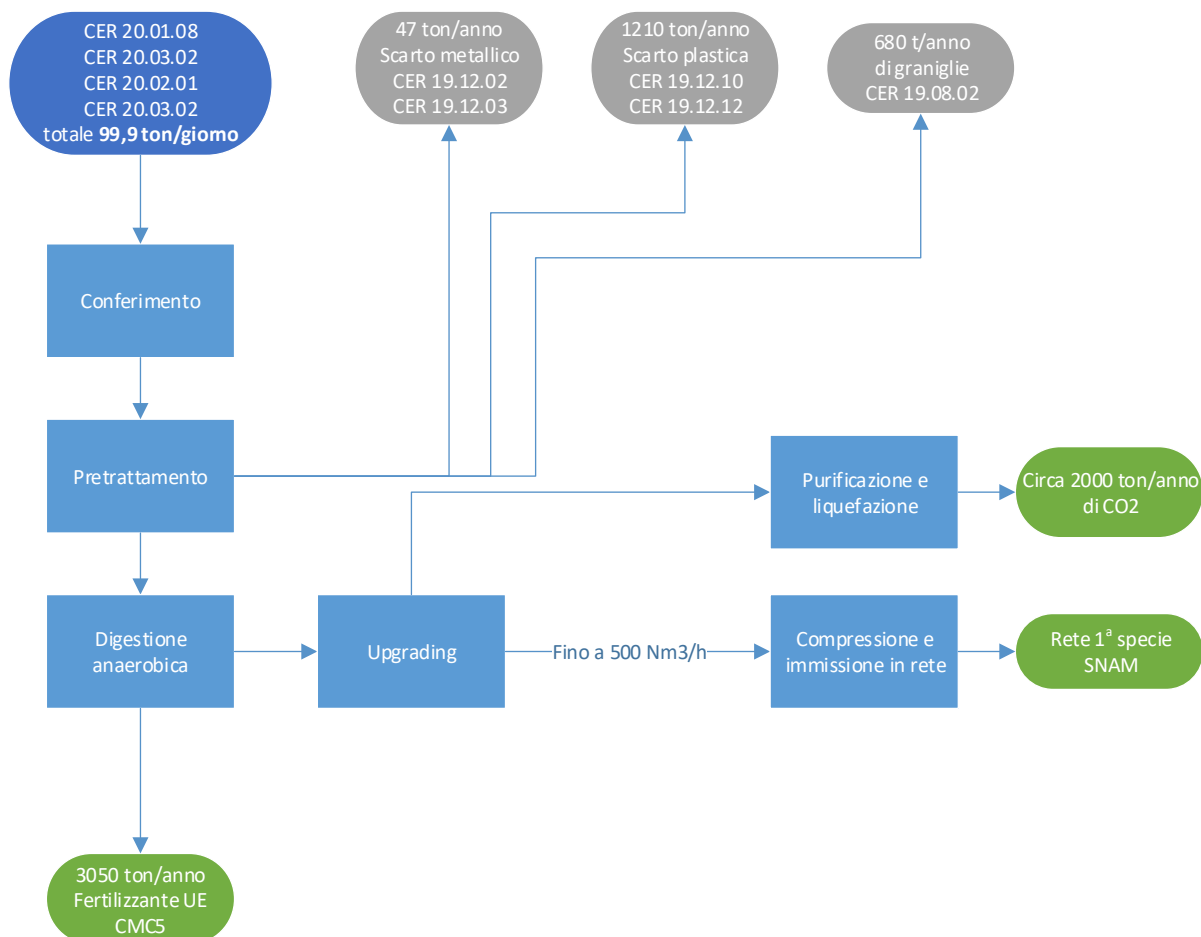 CER 20.01.08
CER 20.03.02
CER 20.02.01
CER 20.03.02
totale 99,9 ton/giorno
47 ton/anno
Scarto metallico
CER 19.12.02
CER 19.12.03
1210 ton/anno
Scarto plastica
CER 19.12.10
CER 19.12.12
680 t/anno
di graniglie
CER 19.08.02
Conferimento
Pretrattamento
Purificazione e
liquefazione
Circa 2000 ton/anno
di CO2
Digestione
anaerobica
Upgrading
Fino a 500 Nm3/h
Compressione e
immissione in rete
Rete 1ª specie
SNAM
3050 ton/anno
Fertilizzante UE
CMC5